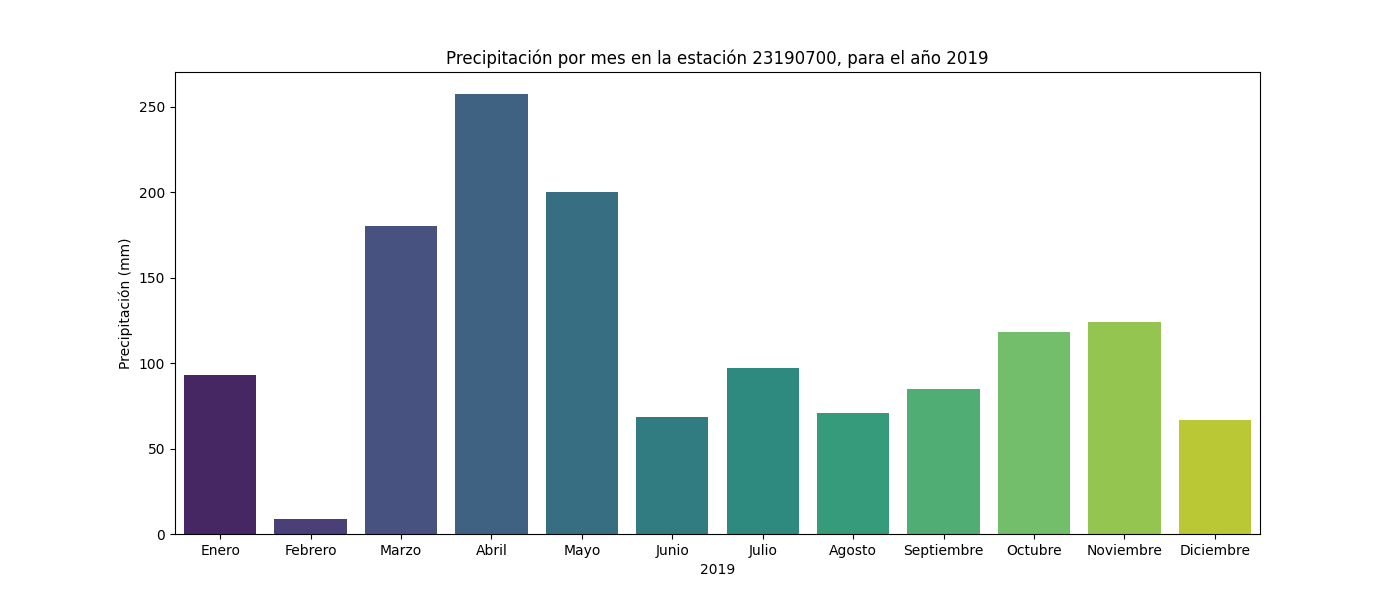 Precipitación por mes en la estación 23190700, para el año 2019
Precipitación (mm)
250
200
150
100
50
0
Enero Febrero Marzo Abril Mayo Junio Julio Agosto Septiembre Octubre Noviembre Diciembre
2019